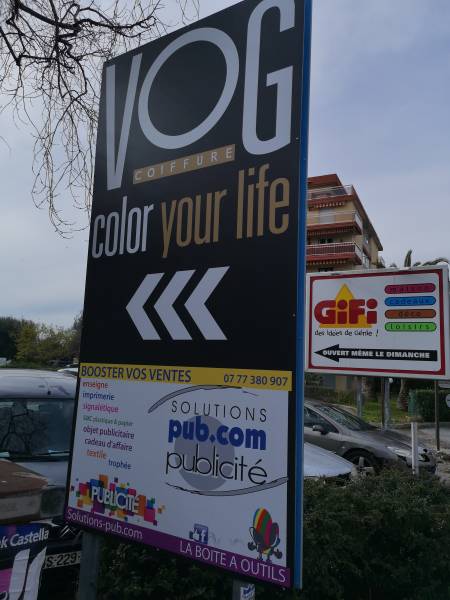 VOG
COIFFURE
color your life
BOOSTER VOS VENTES 07 77 380 907
enseigne
imprimerie
signaletique
objet publicitaire
cadeau d'affaire
textile
trophée
SOLUTIONS
pub.com
publicité
PUBLICITÉ
Solutions-pub.com
f
LA BOITE A OUTILS
GiFi
des Idées de Génie !
maison
cadeaux
déco
loisirs
OUVERT MÊME LE DIMANCHE
Castella